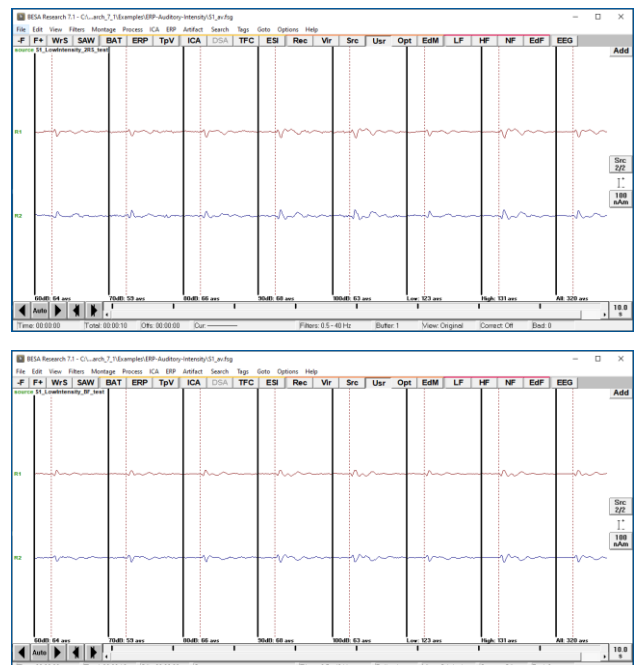 BESA Research 7.1 - C:\...arch_7_1\Examples\ERP-Auditory-Intensity\S1_av.fsg
File Edit View Filters Montage Process ICA ERP Artifact Search Tags Goto Options Help
-F F+ WrS SAW BAT ERP TpV ICA DSA TFC ESI Rec Vir Src Usr Opt EdM LF HF NF EdF EEG
source S1_LowIntensity_2RS_test
Add
R1
Src
2/2
100
nAm
R2
60dB: 64 avs 70dB: 59 avs 80dB: 66 avs 90dB: 68 avs 100dB: 63 avs Low: 123 avs High: 131 avs All: 320 avs
Auto
10.0
s
Time: 00:00:00 Total: 00:00:10 Offs: 00:00:00 Cur: Filters: 0.5 - 40 Hz Buffer: 1 View: Original Correct: Off Bad: 0
BESA Research 7.1 - C:\...arch_7_1\Examples\ERP-Auditory-Intensity\S1_av.fsg
File Edit View Filters Montage Process ICA ERP Artifact Search Tags Goto Options Help
-F F+ WrS SAW BAT ERP TpV ICA DSA TFC ESI Rec Vir Src Usr Opt EdM LF HF NF EdF EEG
source S1_LowIntensity_BF_test
Add
R1
Src
2/2
100
nAm
R2
60dB: 64 avs 70dB: 59 avs 80dB: 66 avs 90dB: 68 avs 100dB: 63 avs Low: 123 avs High: 131 avs All: 320 avs
Auto
10.0
s